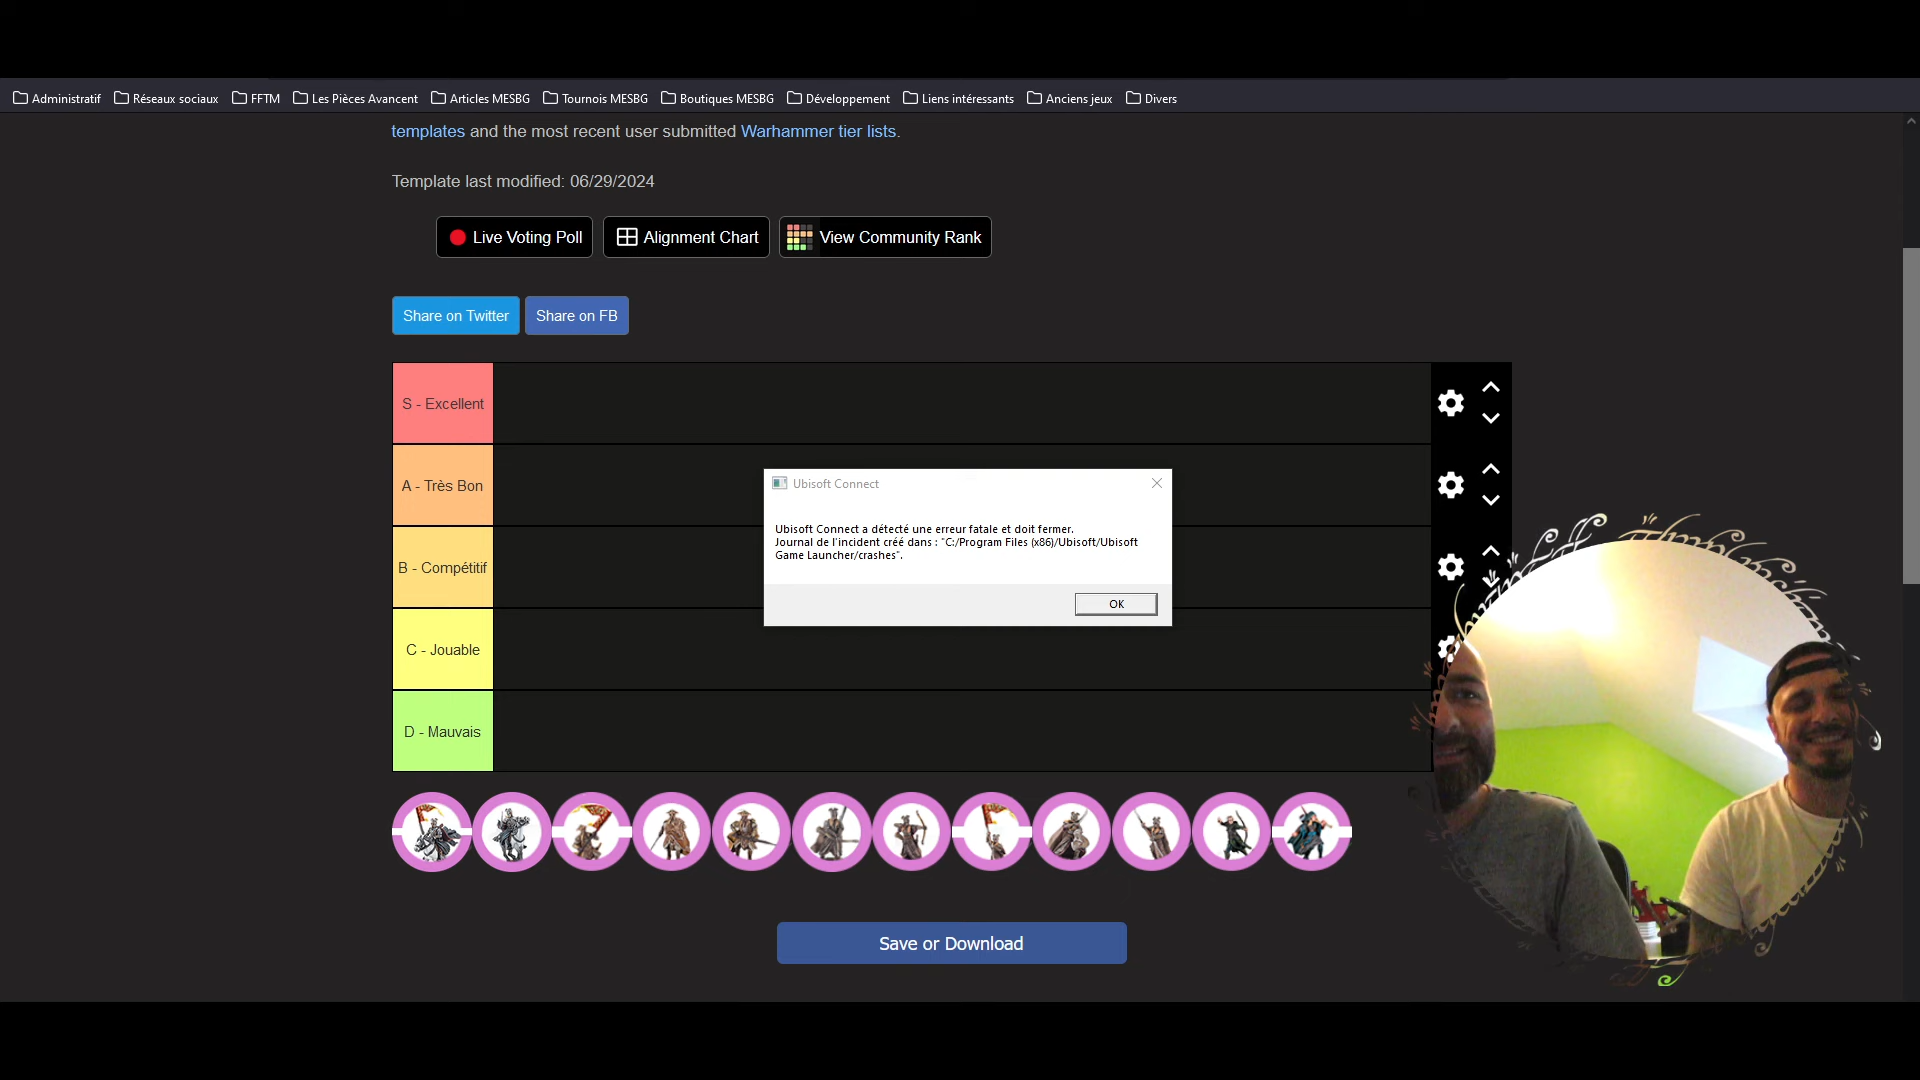 Administratif
Réseaux sociaux
FFTM
Les Pièces Avancent
Articles MESBG
Tournois MESBG
Boutiques MESBG
Développement
Liens intéressants
Anciens jeux
Divers
templates and the most recent user submitted Warhammer tier lists.
Template last modified: 06/29/2024
Live Voting Poll
Alignment Chart
View Community Rank
Share on Twitter
Share on FB
S - Excellent
A - Très Bon
B - Compétitif
C - Jouable
D - Mauvais
Ubisoft Connect
Ubisoft Connect a détecté une erreur fatale et doit fermer.
Journal de l'incident créé dans : "C:/Program Files (x86)/Ubisoft/Ubisoft
Game Launcher/crashes".
OK
Save or Download